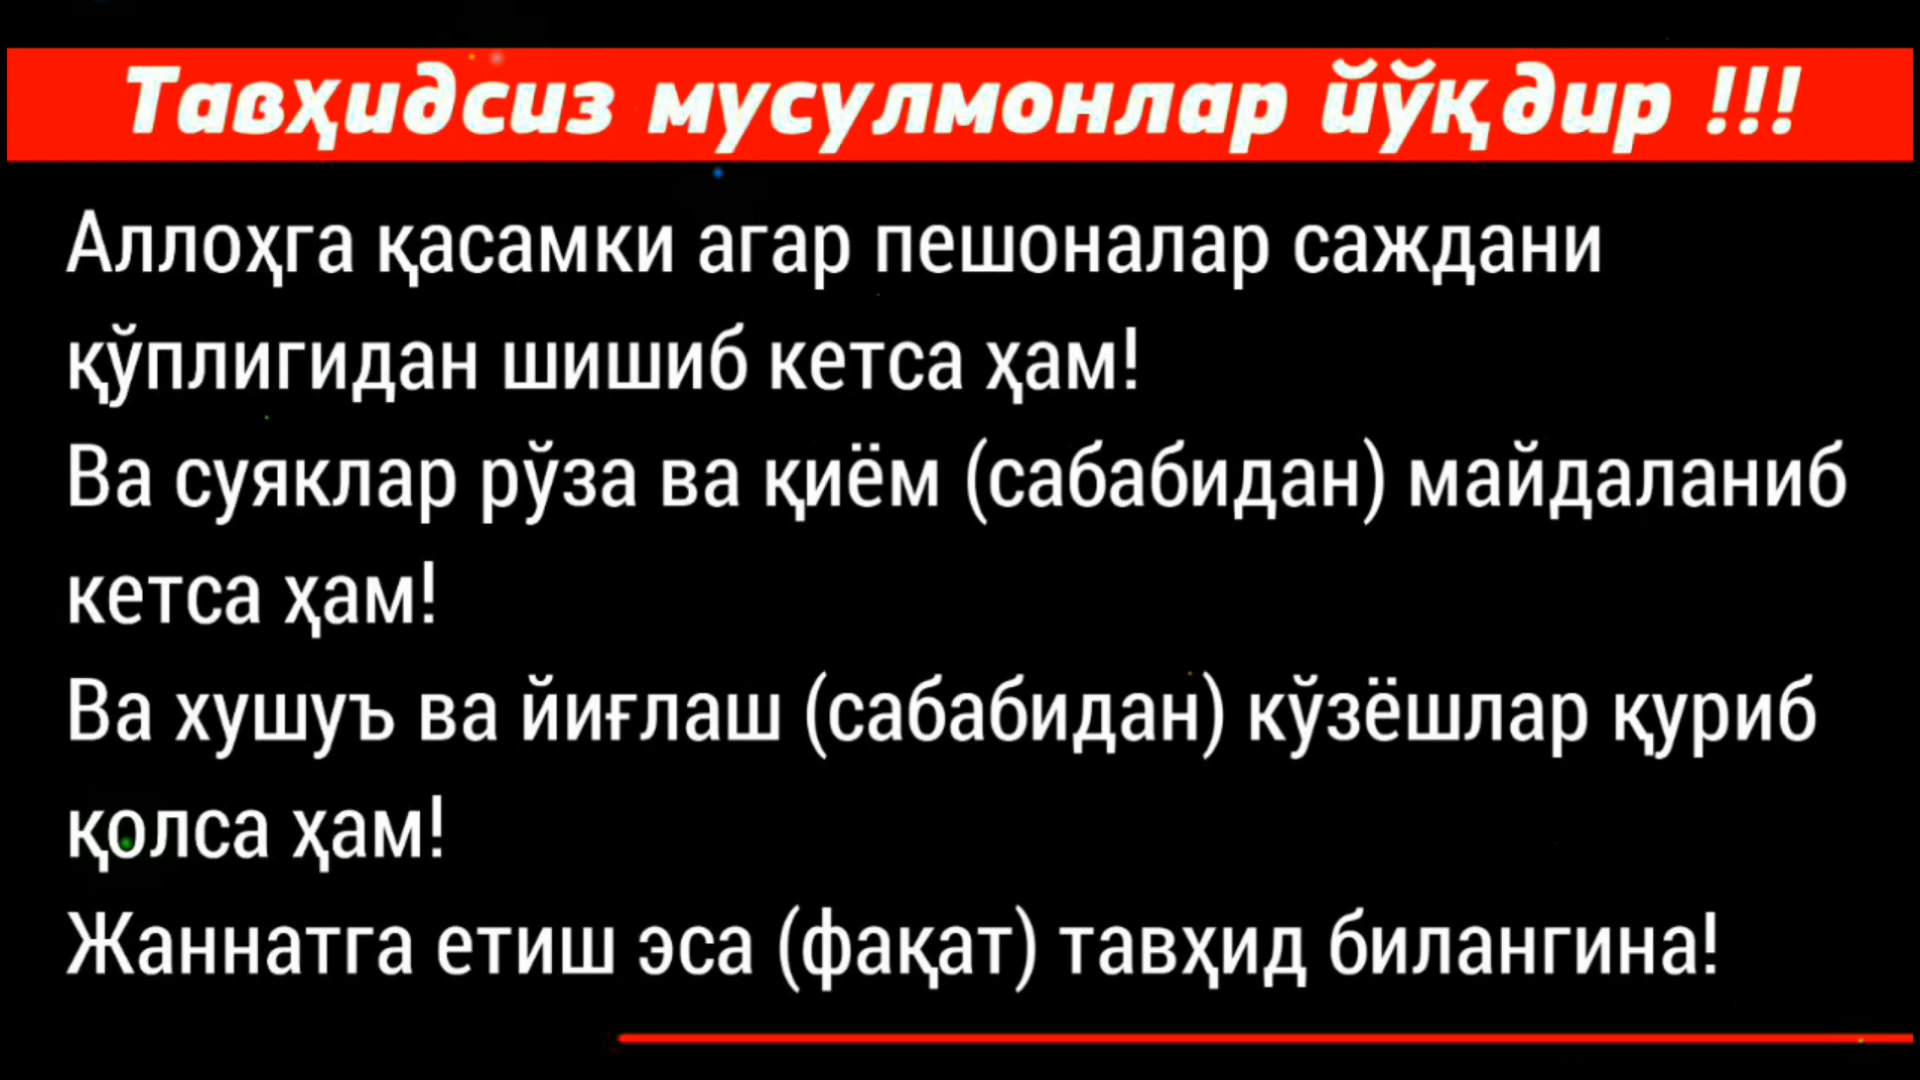 Тавҳидсиз мусулмонлар йўқдир !!!
Аллоҳга қасамки агар пешоналар саждани
қўплигидан шишиб кетса ҳам!
Ва суяклар рўза ва қиём (сабабидан) майдаланиб
кетса ҳам!
Ва хушуъ ва йиғлаш (сабабидан) кўзёшлар қуриб
қолса ҳам!
Жаннатга етиш эса (фақат) тавҳид билангина!